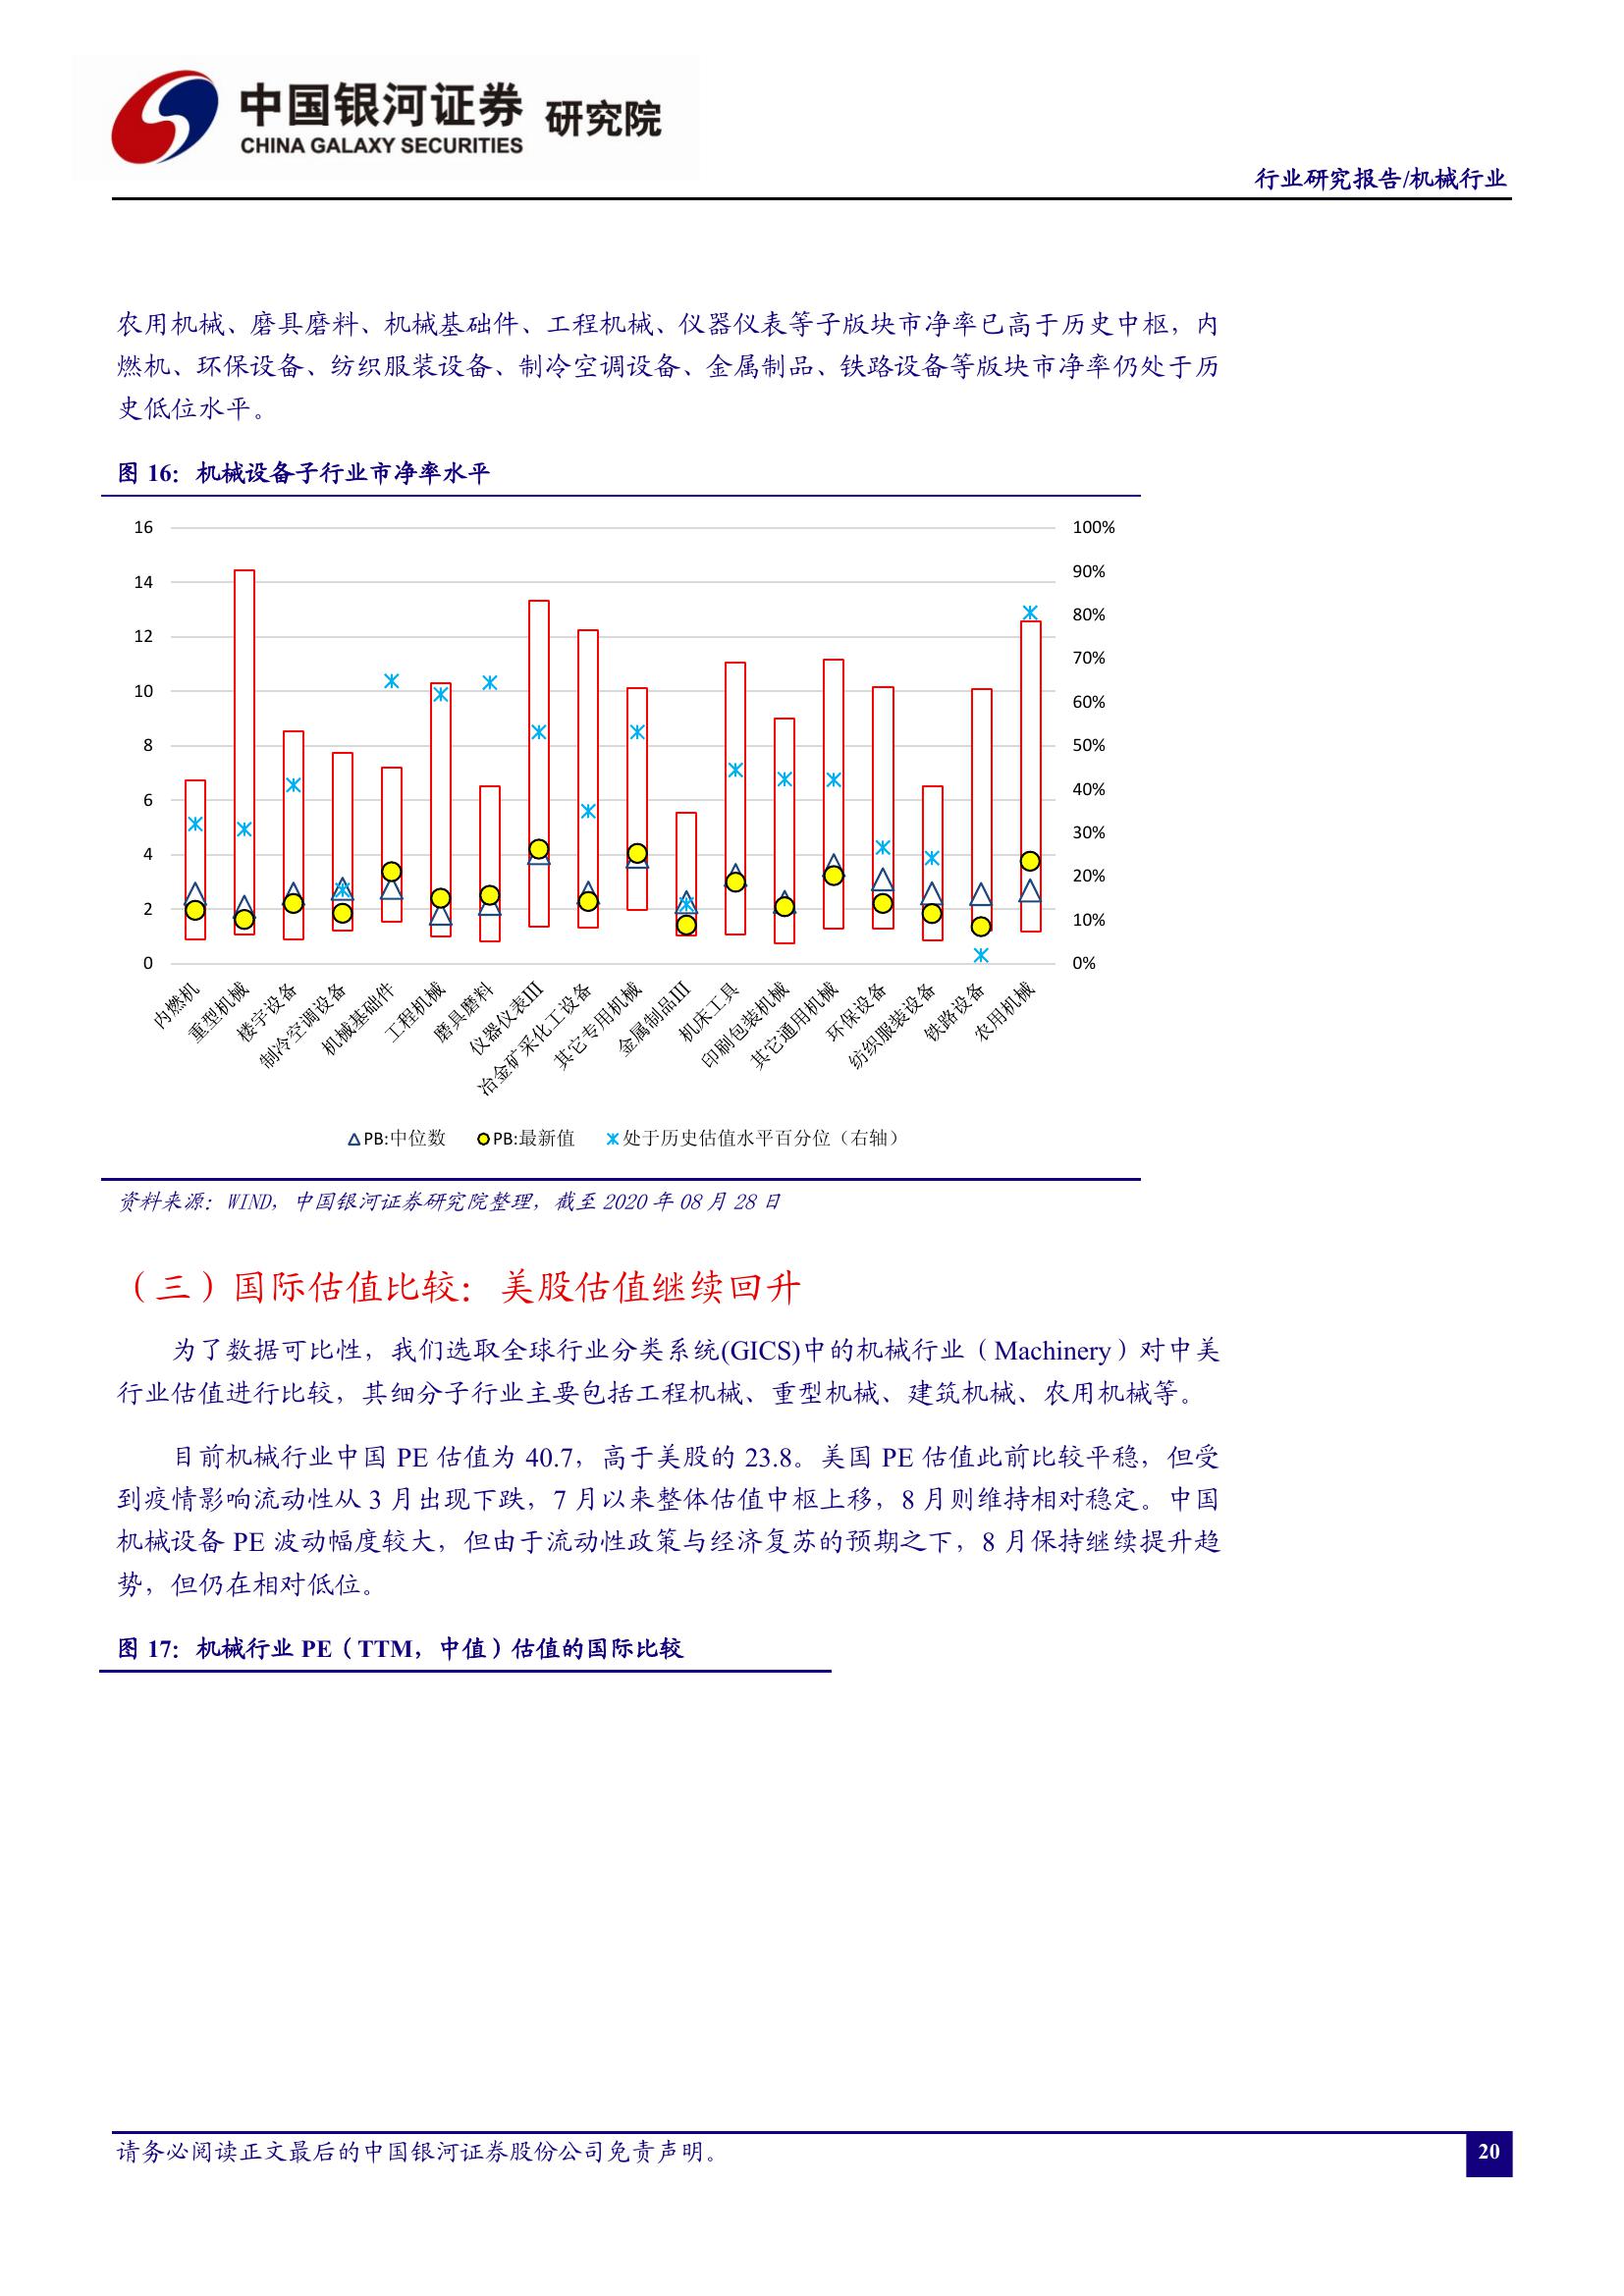 中国银河证券 研究院
CHINA GALAXY SECURITIES
行业研究报告/机械行业
农用机械、磨具磨料、机械基础件、工程机械、仪器仪表等子版块市净率已高于历史中枢，内
燃机、环保设备、纺织服装设备、制冷空调设备、金属制品、铁路设备等版块市净率仍处于历
史低位水平。
图 16：机械设备子行业市净率水平
16
14
12
10
8
6
4
2
0
100%
90%
80%
70%
60%
50%
40%
30%
20%
10%
0%
内燃机
重型机械
楼宇设备
制冷空调设备
机械基础件
工程机械
磨具磨料
仪器仪表III
冶金矿采化工设备
其它专用机械
金属制品III
机床工具
印刷包装机械
其它通用机械
环保设备
纺织服装设备
铁路设备
农用机械
PB:中位数 PB:最新值 处于历史估值水平百分位（右轴）
资料来源：WIND，中国银河证券研究院整理，截至 2020 年 08 月 28 日
（三）国际估值比较：美股估值继续回升
为了数据可比性，我们选取全球行业分类系统(GICS)中的机械行业（Machinery）对中美
行业估值进行比较，其细分子行业主要包括工程机械、重型机械、建筑机械、农用机械等。
目前机械行业中国 PE 估值为 40.7，高于美股的 23.8。美国 PE 估值此前比较平稳，但受
到疫情影响流动性从 3 月出现下跌，7 月以来整体估值中枢上移，8 月则维持相对稳定。中国
机械设备 PE 波动幅度较大，但由于流动性政策与经济复苏的预期之下，8 月保持继续提升趋
势，但仍在相对低位。
图 17：机械行业 PE（TTM，中值）估值的国际比较
请务必阅读正文最后的中国银河证券股份公司免责声明。
20